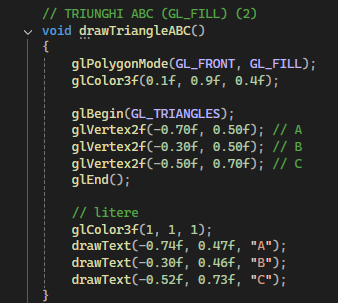 // TRIUNGHI ABC (GL_FILL) (2)
void drawTriangleABC()
{
    glPolygonMode(GL_FRONT, GL_FILL);
    glColor3f(0.1f, 0.9f, 0.4f);

    glBegin(GL_TRIANGLES);
    glVertex2f(-0.70f, 0.50f); // A
    glVertex2f(-0.30f, 0.50f); // B
    glVertex2f(-0.50f, 0.70f); // C
    glEnd();

    // litere
    glColor3f(1, 1, 1);
    drawText(-0.74f, 0.47f, "A");
    drawText(-0.30f, 0.46f, "B");
    drawText(-0.52f, 0.73f, "C");
}